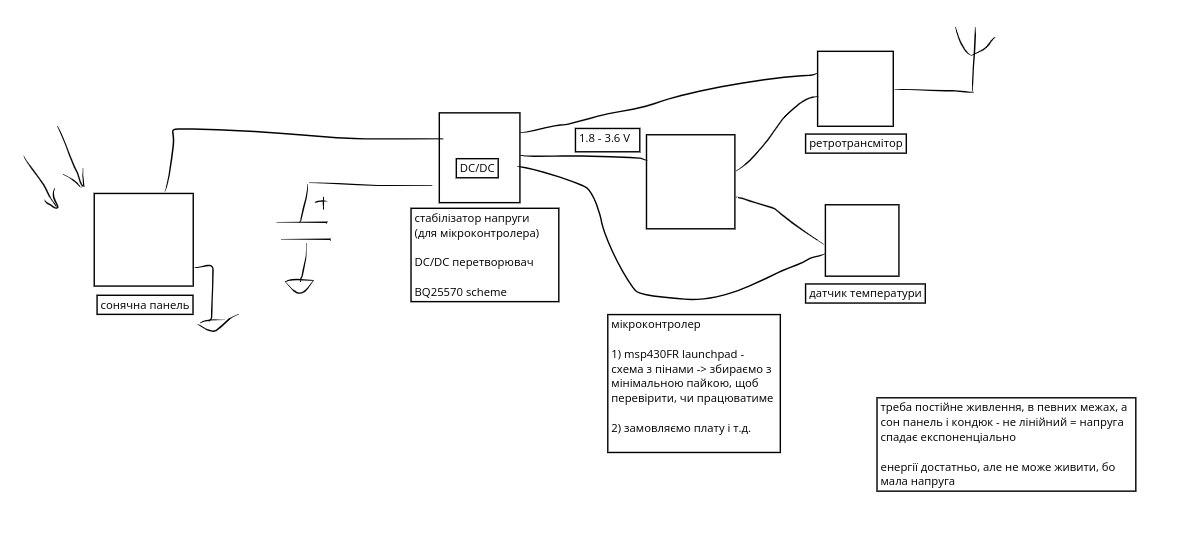 ретротрансмітор
1.8 - 3.6 V
DC/DC
+
стабілізатор напруги
(для мікроконтролера)
DC/DC перетворювач
BQ25570 scheme
сонячна панель
датчик температури
мікроконтролер
1) msp430FR launchpad -
схема з пінами -> збираємо з
мінімальною пайкою, щоб
перевірити, чи працюватиме
2) замовляємо плату і т.д.
треба постійне живлення, в певних межах, а
сон панель і кондюк - не лінійний = напруга
спадає експоненціально
енергії достатньо, але не може живити, бо
мала напруга